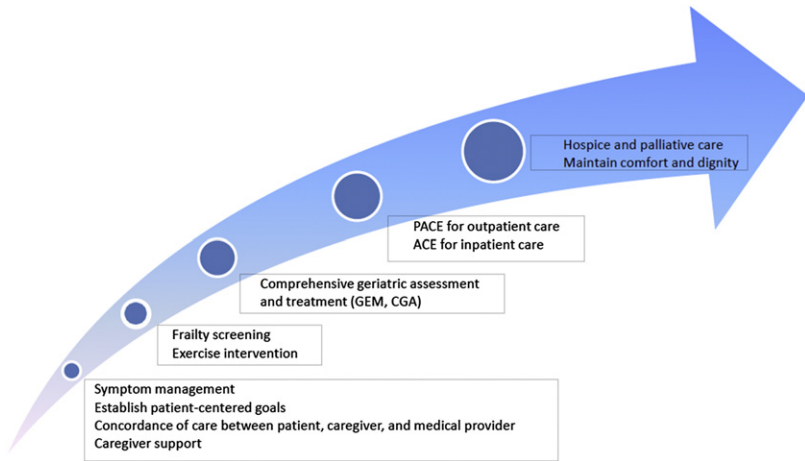 Hospice and palliative care
Maintain comfort and dignity
PACE for outpatient care
ACE for inpatient care
Comprehensive geriatric assessment
and treatment (GEM, CGA)
Frailty screening
Exercise intervention
Symptom management
Establish patient-centered goals
Concordance of care between patient, caregiver, and medical provider
Caregiver support